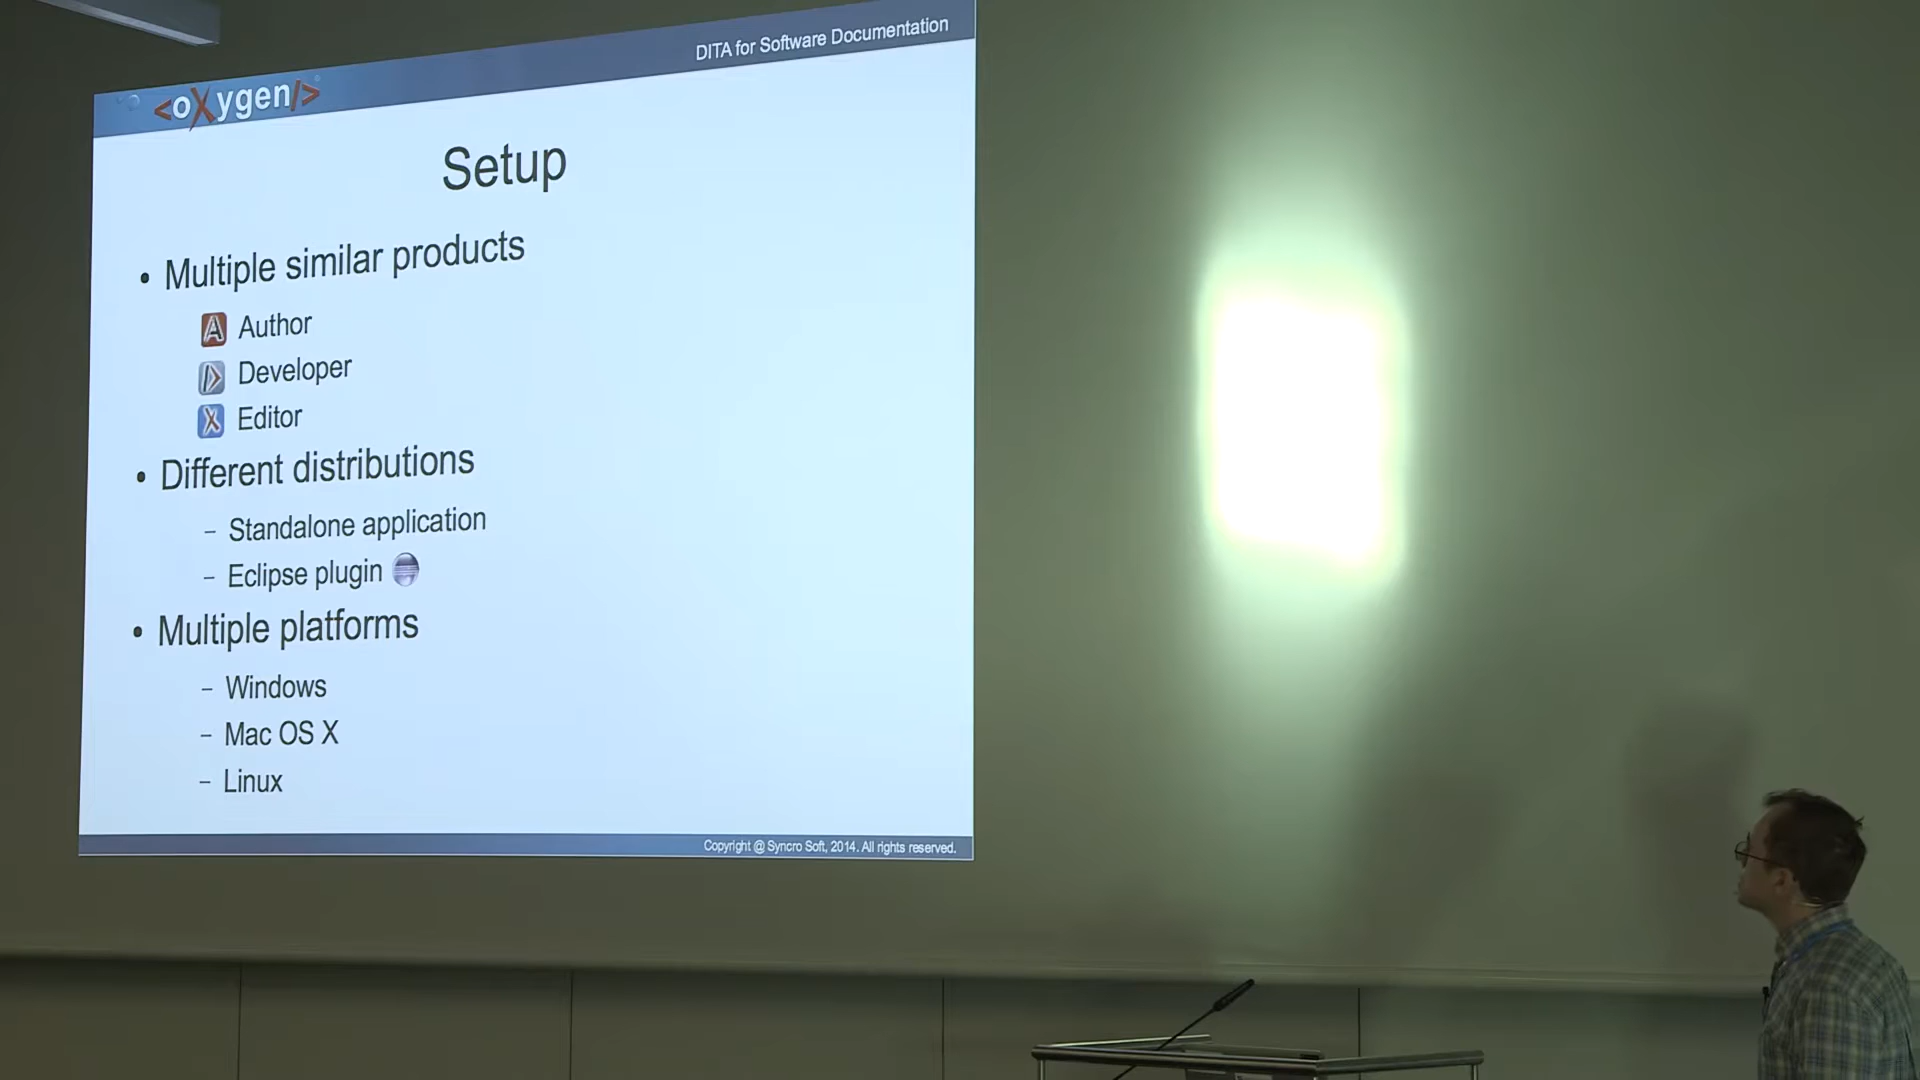 DITA for Software Documentation
<oXygen/>
Setup
• Multiple similar products
A Author
Developer
X Editor
• Different distributions
– Standalone application
– Eclipse plugin
• Multiple platforms
– Windows
– Mac OS X
– Linux
Copyright @ Syncro Soft, 2014. All rights reserved.